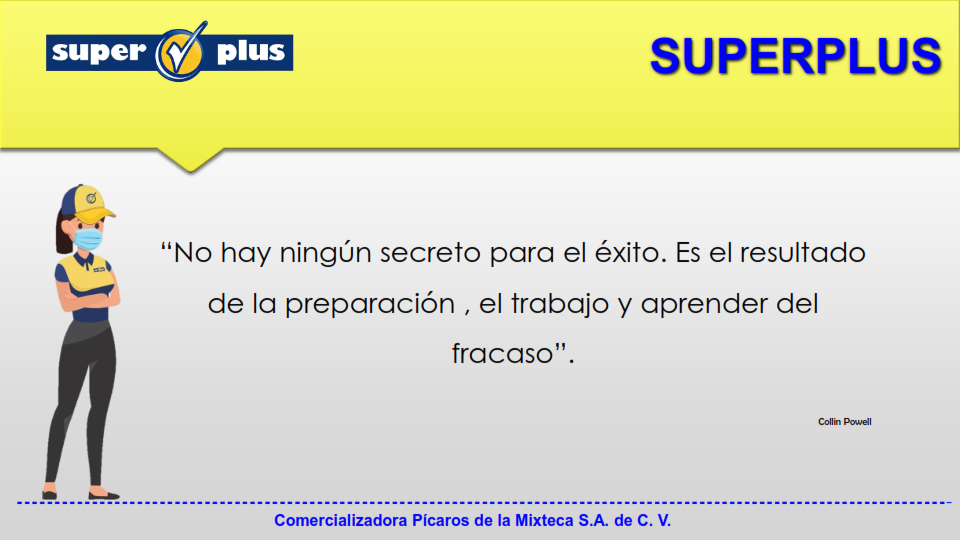 super plus
SUPERPLUS
“No hay ningún secreto para el éxito. Es el resultado
de la preparación , el trabajo y aprender del
fracaso”.
Collin Powell
Comercializadora Pícaros de la Mixteca S.A. de C. V.